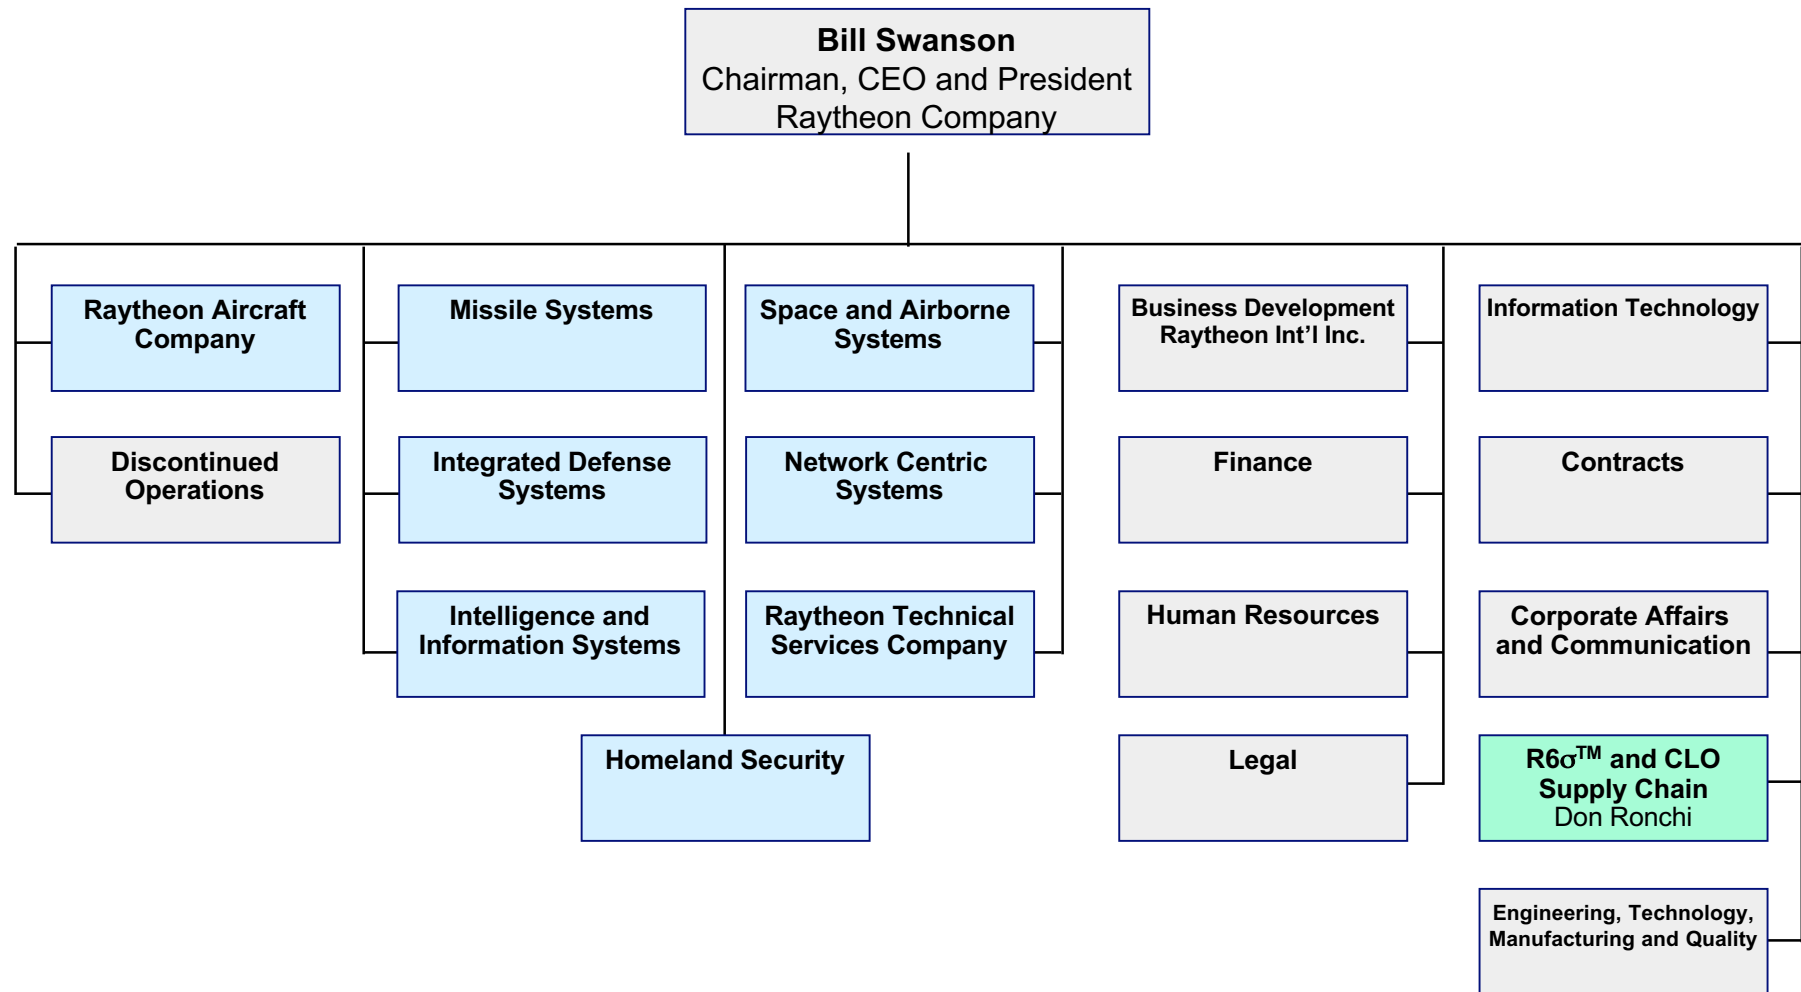 Bill Swanson
Chairman, CEO and President
Raytheon Company
Raytheon Aircraft
Company
Missile Systems
Space and Airborne
Systems
Business Development
Raytheon Int’l Inc.
Information Technology
Discontinued
Operations
Integrated Defense
Systems
Network Centric
Systems
Finance
Contracts
Intelligence and
Information Systems
Raytheon Technical
Services Company
Human Resources
Corporate Affairs
and Communication
Homeland Security
Legal
R6σTM and CLO
Supply Chain
Don Ronchi
Engineering, Technology,
Manufacturing and Quality